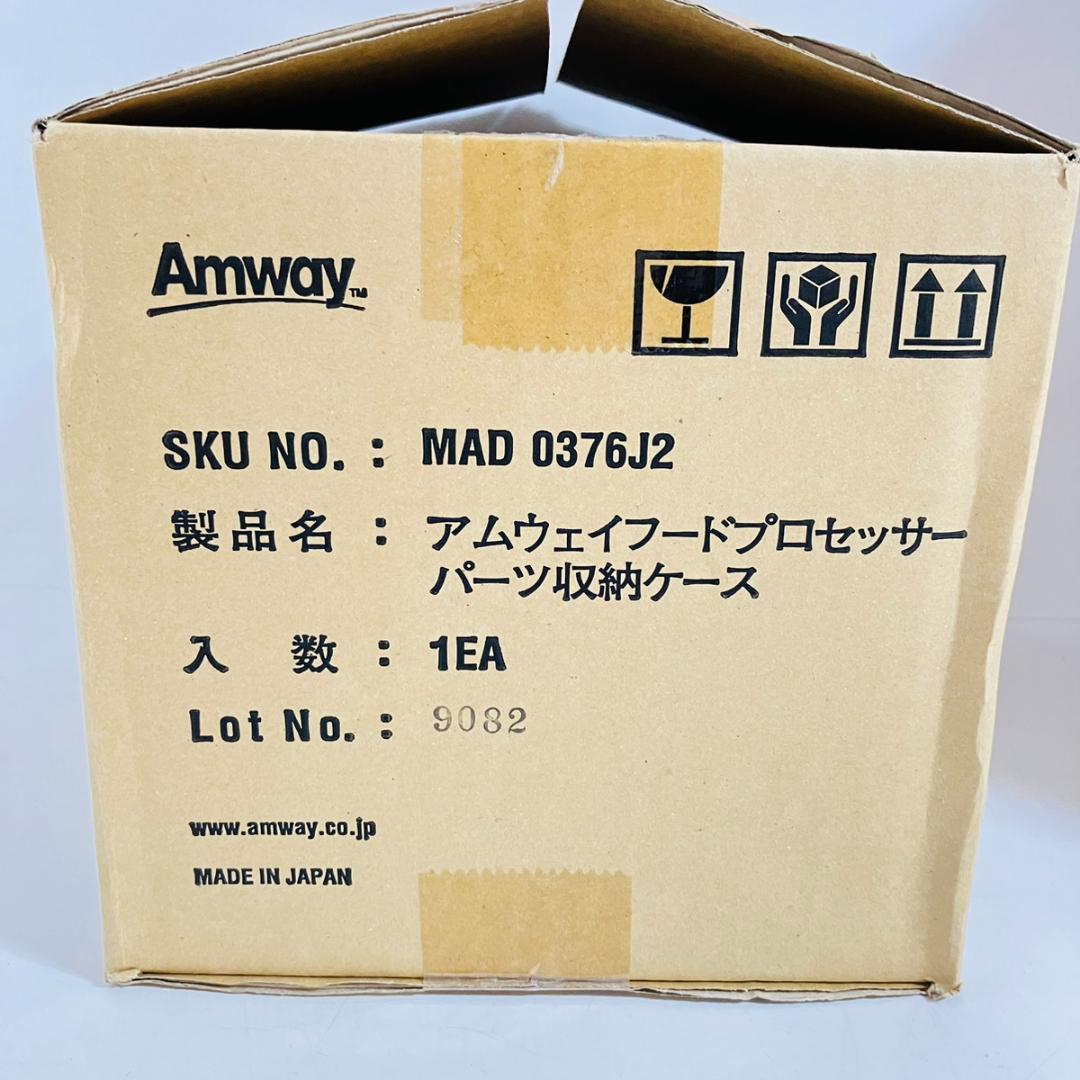 Amway™
SKU NO. : MAD 0376J2
製品名 : アムウェイフードプロセッサー
パーツ収納ケース
入 数 : 1EA
Lot No. : 9082
www.amway.co.jp
MADE IN JAPAN